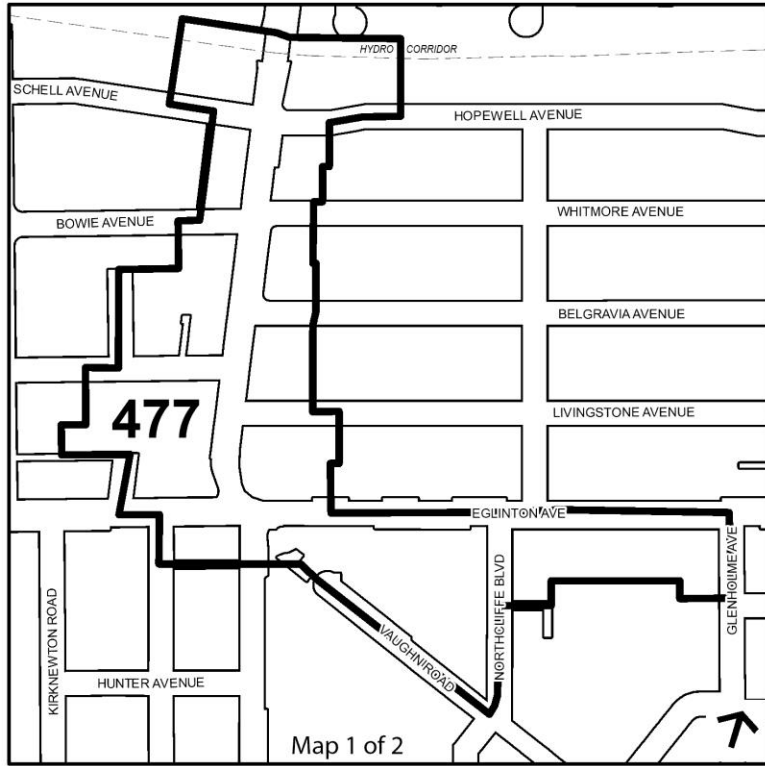 HYDRO CORRIDOR
SCHELL AVENUE
HOPEWELL AVENUE
BOWIE AVENUE
WHITMORE AVENUE
BELGRAVIA AVENUE
477
LIVINGSTONE AVENUE
EGLINTON AVE
KIRKNEWTON ROAD
VAUGHN ROAD
NORTHCLIFFE BLVD
GLENHOLME AVE
HUNTER AVENUE
Map 1 of 2